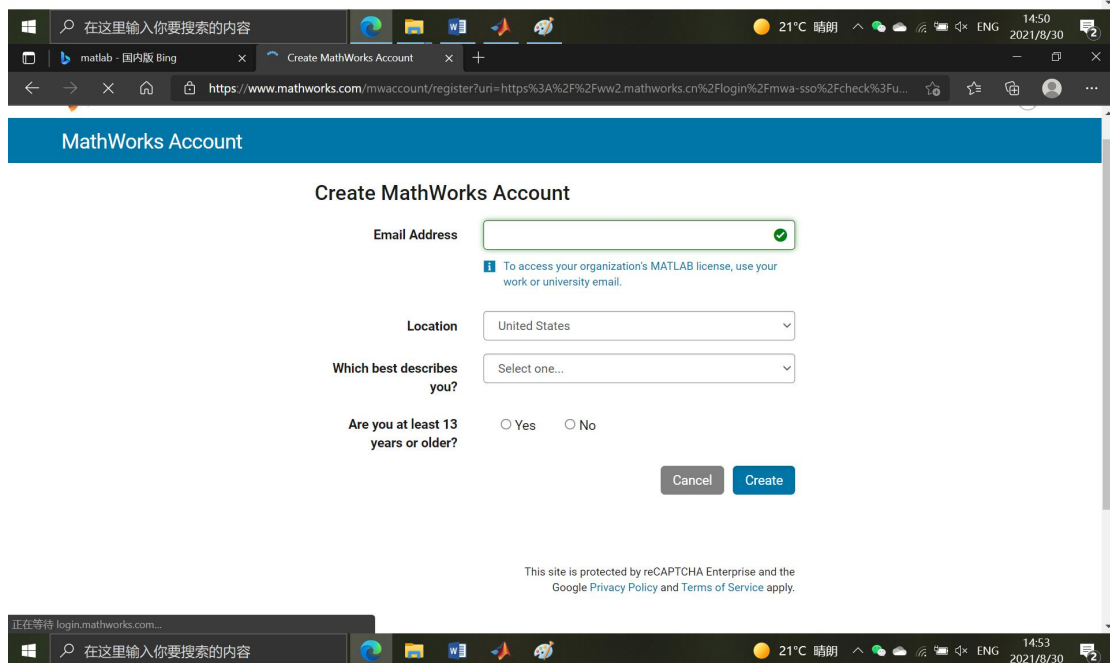 在这里输入你要搜索的内容
21°C 晴朗
ENG
14:50
2021/8/30
2
matlab - 国内版 Bing
Create MathWorks Account
https://www.mathworks.com/mwaccount/register?uri=https%3A%2F%2Fww2.mathworks.cn%2Flogin%2Fmwa-sso%2Fcheck%3Fu...
MathWorks Account
Create MathWorks Account
Email Address
To access your organization's MATLAB license, use your
work or university email.
Location
United States
Which best describes
you?
Select one...
Are you at least 13
years or older?
Yes
No
Cancel
Create
This site is protected by reCAPTCHA Enterprise and the
Google Privacy Policy and Terms of Service apply.
正在等待 login.mathworks.com...
在这里输入你要搜索的内容
21°C 晴朗
ENG
14:53
2021/8/30
2